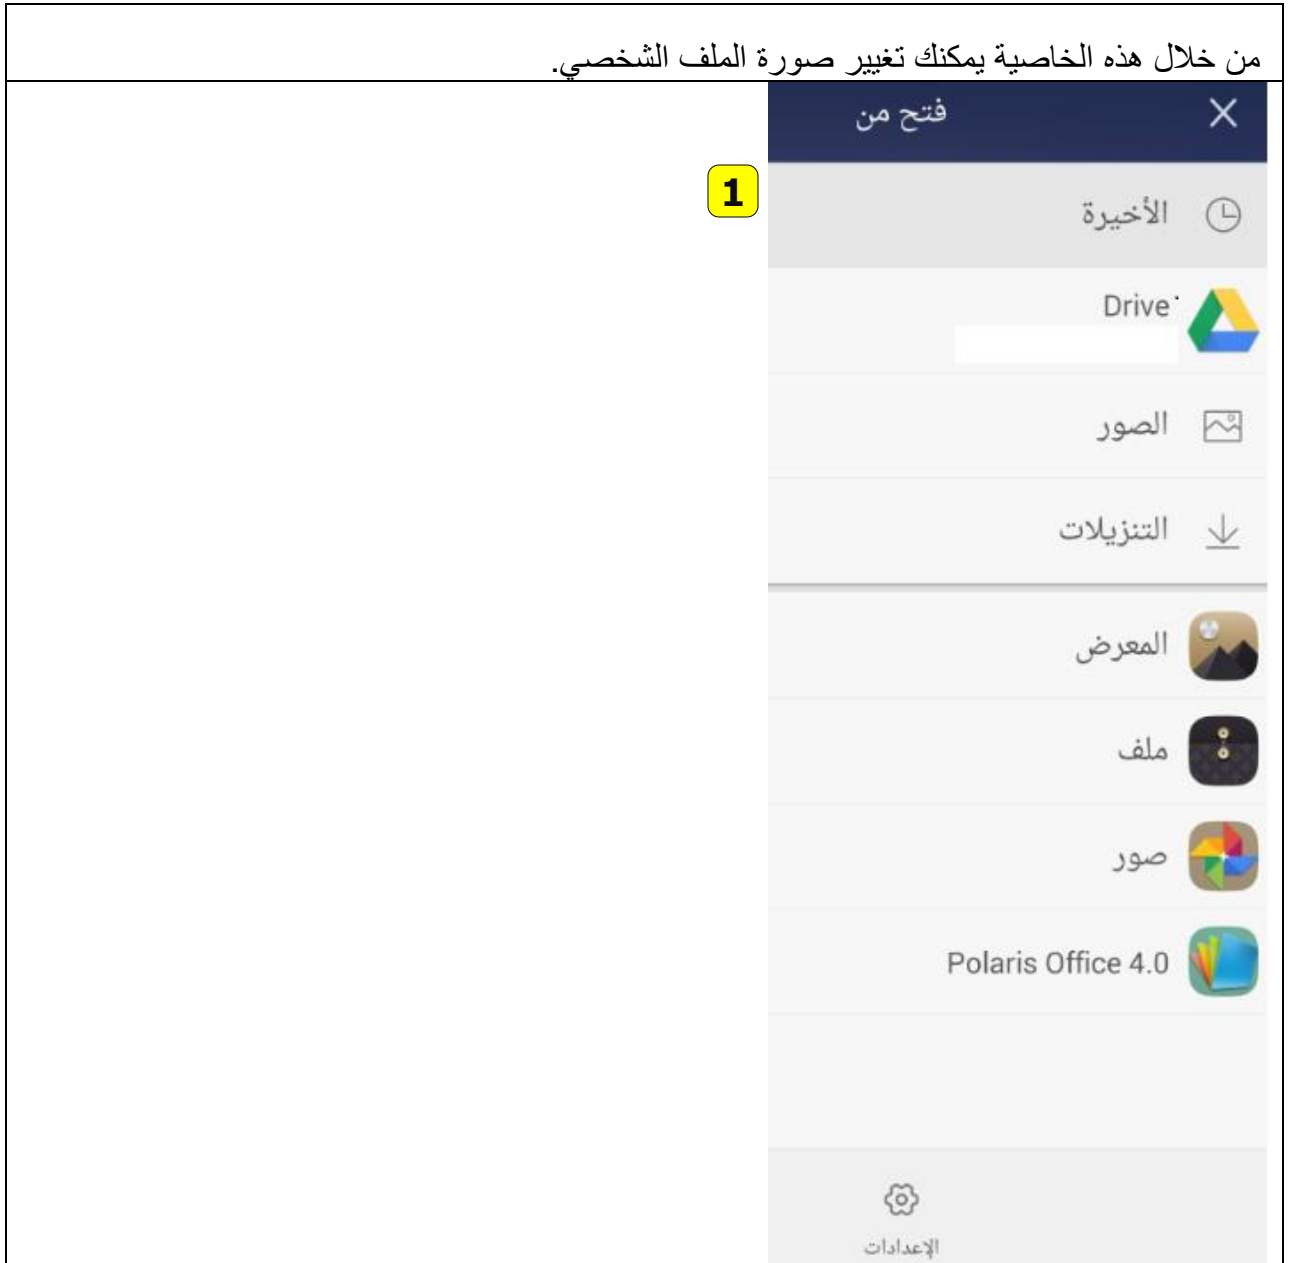 من خلال هذه الخاصية يمكنك تغيير صورة الملف الشخصي.
فتح من
1
الأخيرة
Drive
الصور
التنزيلات
المعرض
ملف
صور
Polaris Office 4.0
الإعدادات